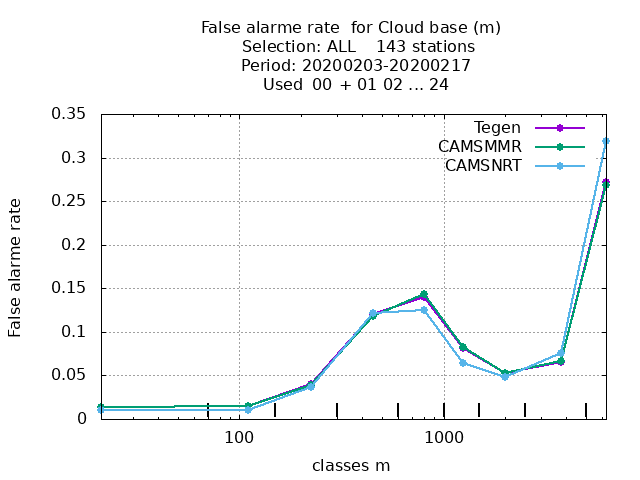 False alarme rate  for Cloud base (m)
Selection: ALL    143 stations
Period: 20200203-20200217
Used  00 + 01 02 ... 24
Tegen
CAMSMMR
CAMSNRT
0.35
0.3
0.25
0.2
0.15
0.1
0.05
0
False alarme rate
100
1000
classes m